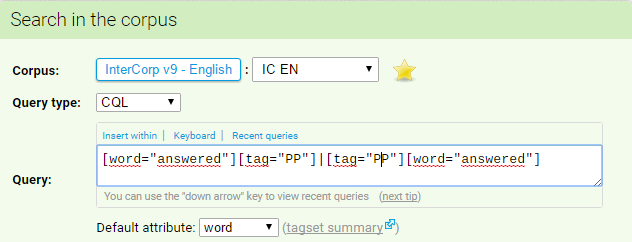 Search in the corpus
Corpus: InterCorp v9 - English : IC EN
Query type: CQL
Insert within | Keyboard | Recent queries
Query: [word="answered"][tag="PP"]|[tag="PP"][word="answered"]
You can use the "down arrow" key to view recent queries (next tip)
Default attribute: word (tagset summary)